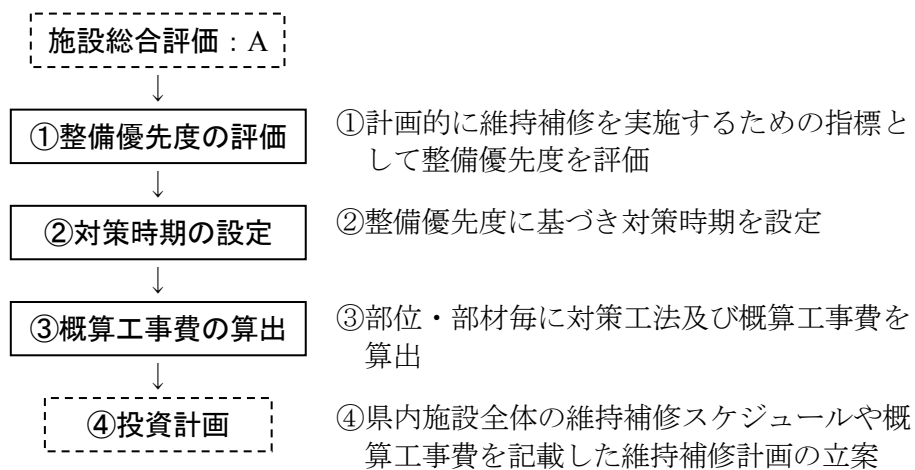 施設総合評価：A
↓
①整備優先度の評価
①計画的に維持補修を実施するための指標と
して整備優先度を評価
↓
②対策時期の設定
②整備優先度に基づき対策時期を設定
↓
③概算工事費の算出
③部位・部材毎に対策工法及び概算工事費を
算出
↓
④投資計画
④県内施設全体の維持補修スケジュールや概
算工事費を記載した維持補修計画の立案